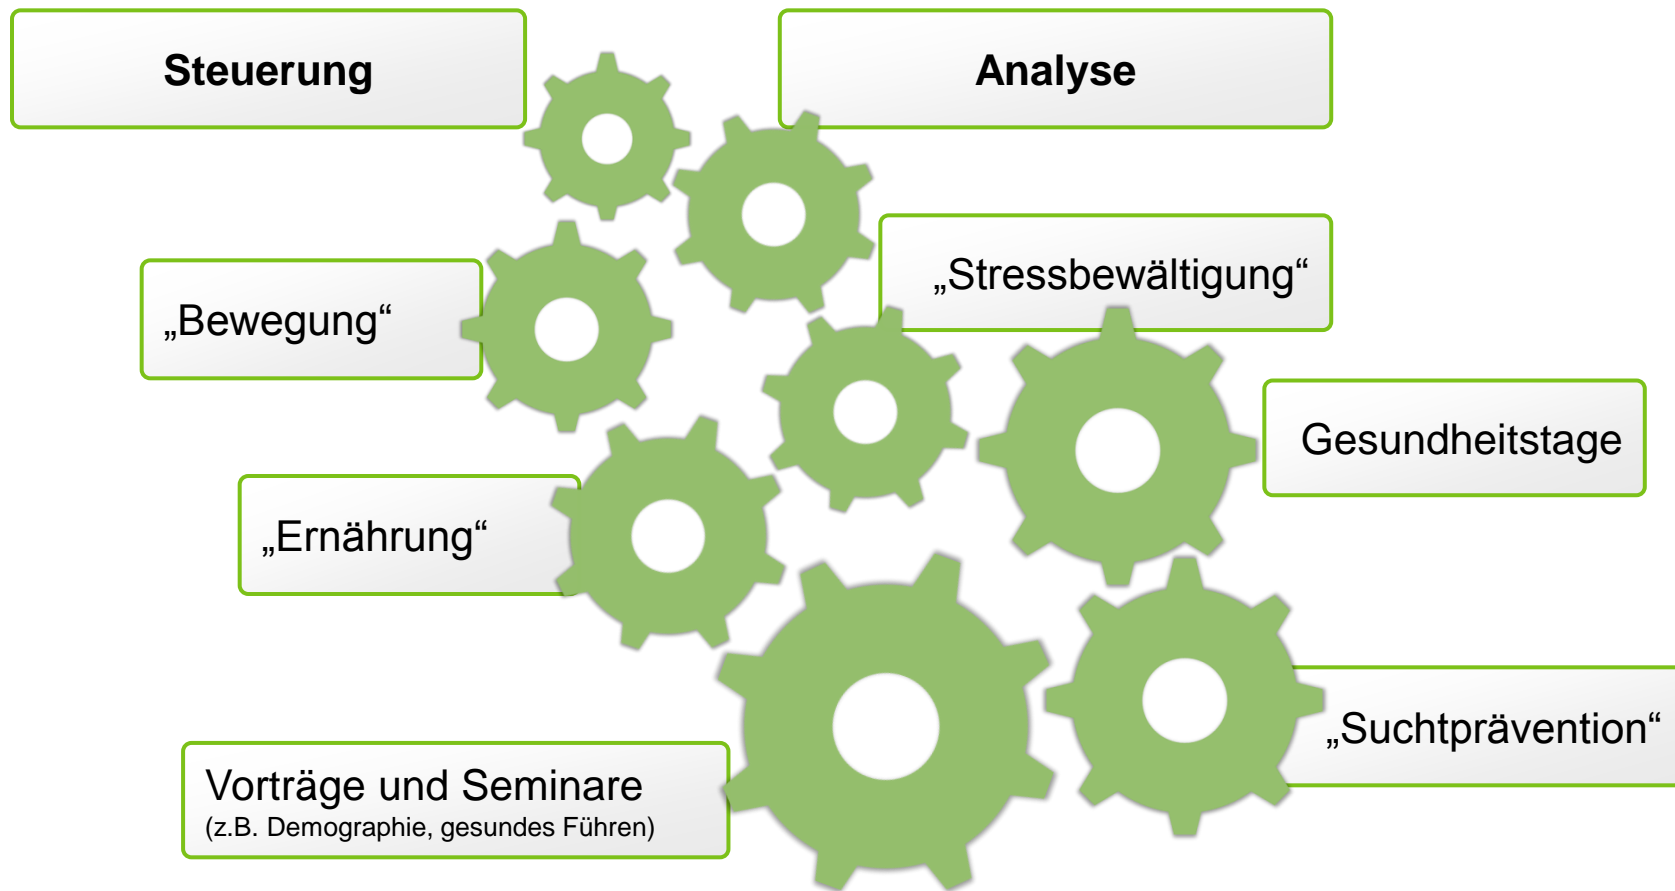 Steuerung
Analyse
„Stressbewältigung“
„Bewegung“
Gesundheitstage
„Ernährung“
„Suchtprävention“
Vorträge und Seminare
(z.B. Demographie, gesundes Führen)